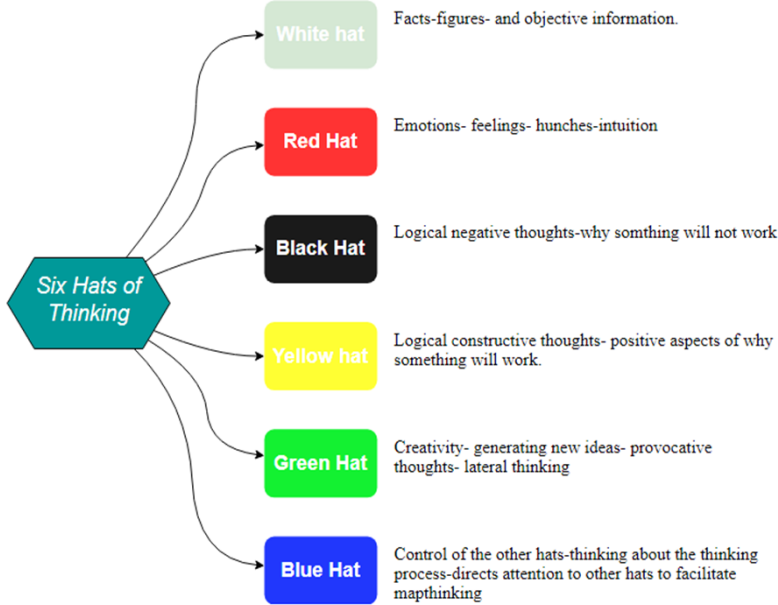 Six Hats of
Thinking
White hat
Facts-figures- and objective information.
Red Hat
Emotions- feelings- hunches-intuition
Black Hat
Logical negative thoughts-why somthing will not work
Yellow hat
Logical constructive thoughts- positive aspects of why
something will work.
Green Hat
Creativity- generating new ideas- provocative
thoughts- lateral thinking
Blue Hat
Control of the other hats-thinking about the thinking
process-directs attention to other hats to facilitate
mapthinking